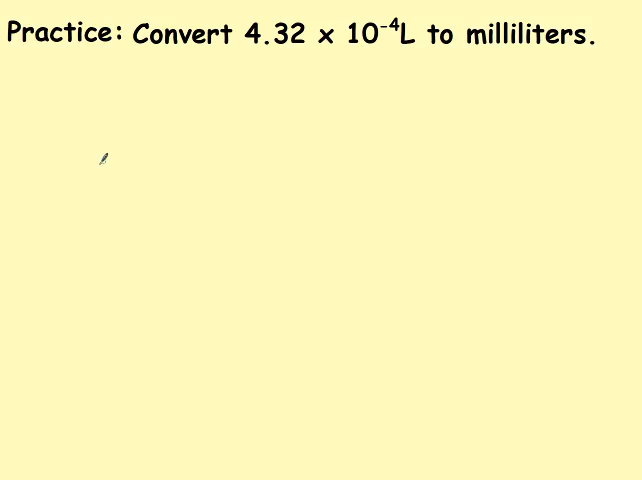 Practice: Convert 4.32 x 10⁻⁴L to milliliters.